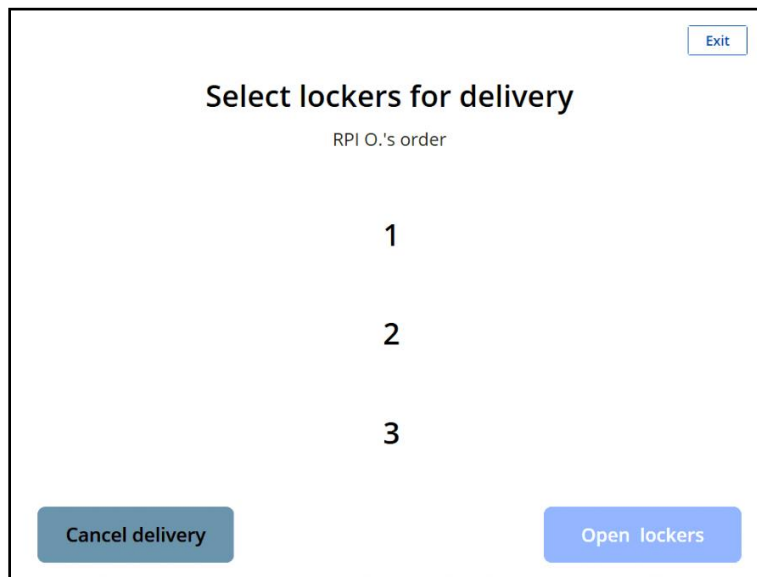 Exit
Select lockers for delivery
RPI O.'s order
1
2
3
Cancel delivery
Open lockers